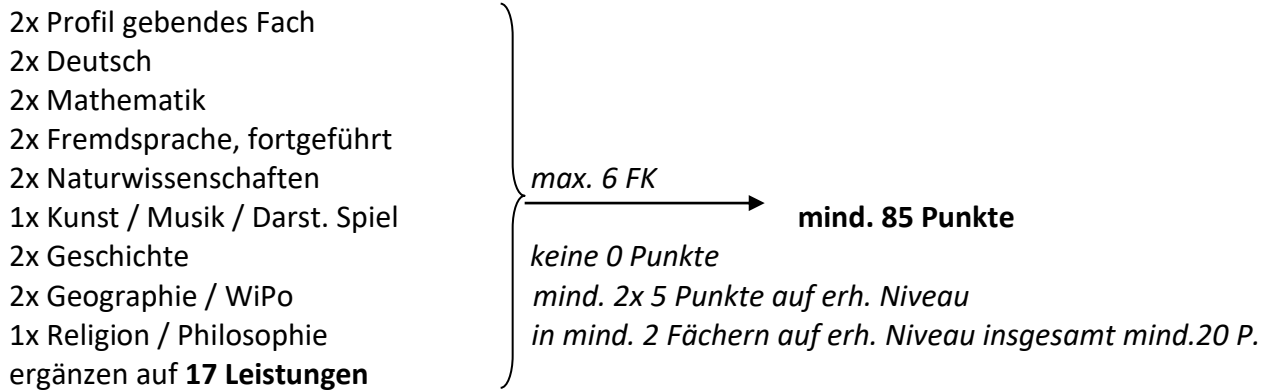 2x Profil gebendes Fach
2x Deutsch
2x Mathematik
2x Fremdsprache, fortgeführt
2x Naturwissenschaften max. 6 FK
1x Kunst / Musik / Darst. Spiel mind. 85 Punkte
2x Geschichte keine 0 Punkte
2x Geographie / WiPo mind. 2x 5 Punkte auf erh. Niveau
1x Religion / Philosophie in mind. 2 Fächern auf erh. Niveau insgesamt mind.20 P.
ergänzen auf 17 Leistungen